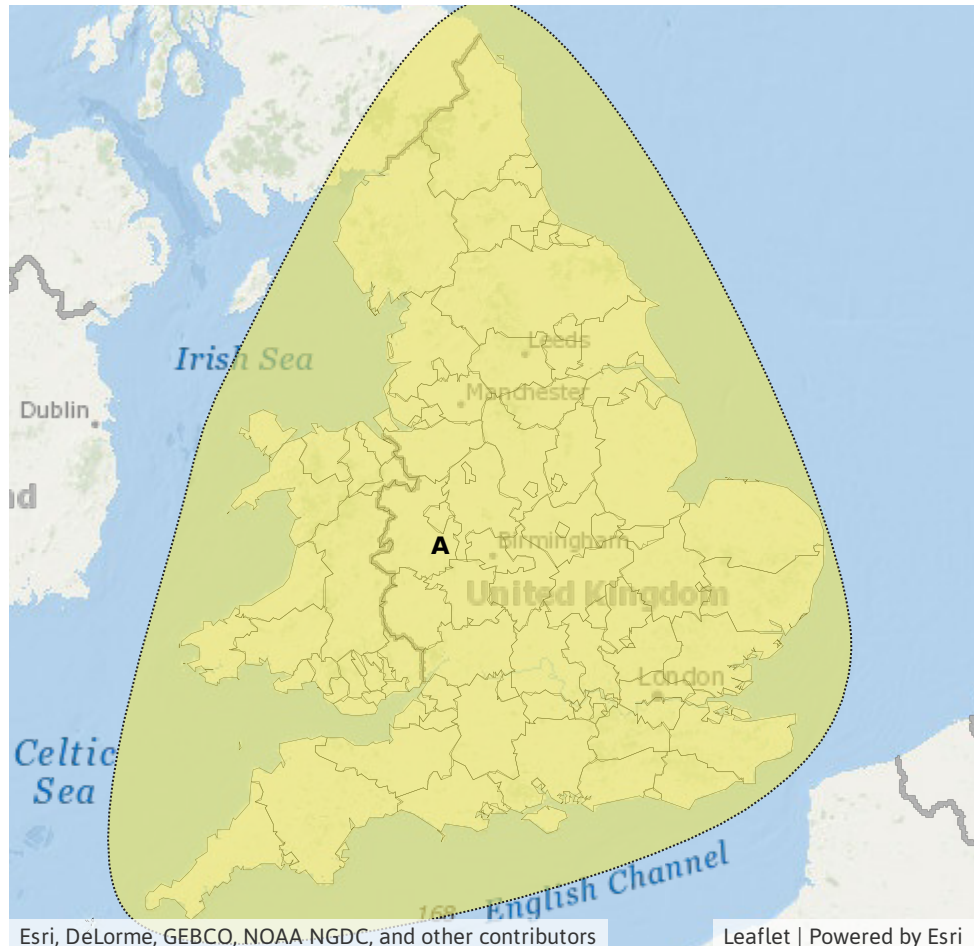 Leeds
Irish Sea
Manchester
Dublin
nd
A
Birmingham
United Kingdom
London
Celtic
Sea
English Channel
168
Esri, DeLorme, GEBCO, NOAA NGDC, and other contributors
Leaflet | Powered by Esri